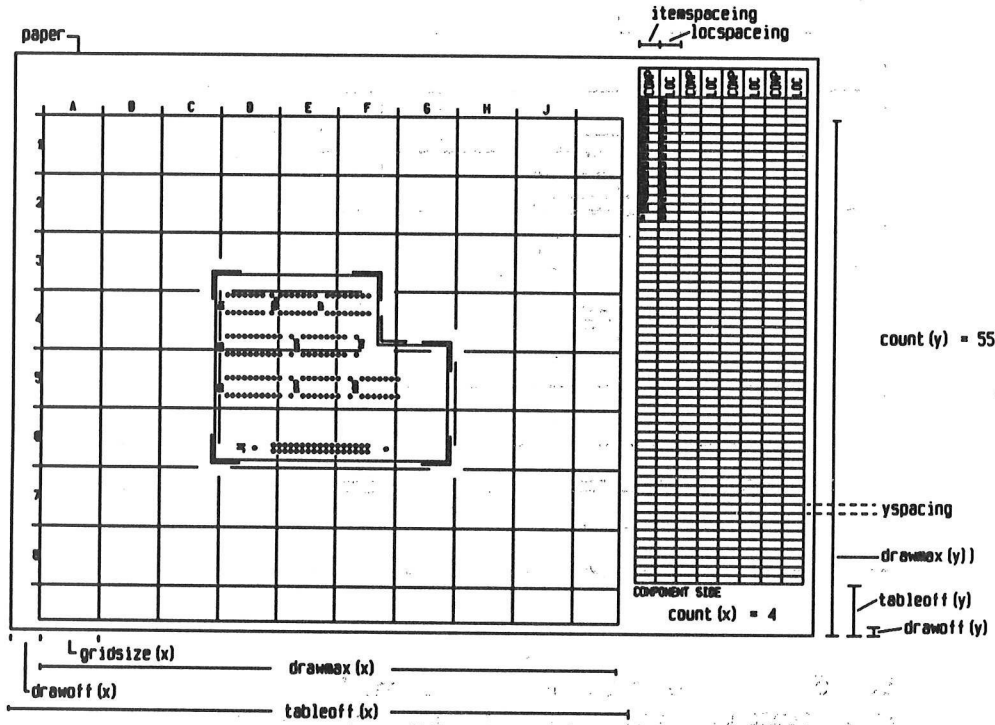 itemspaceing
locspaceing
paper
COMP LOC COMP LOC COMP LOC COMP LOC
A B C D E F G H J
1
2
3
4
5
6
7
8
count(y) = 55
yspacing
drawmax(y))
COMPONENT SIDE
count(x) = 4
tableoff(y)
drawoff(y)
gridsize(x)
drawmax(x)
drawoff(x)
tableoff(x)